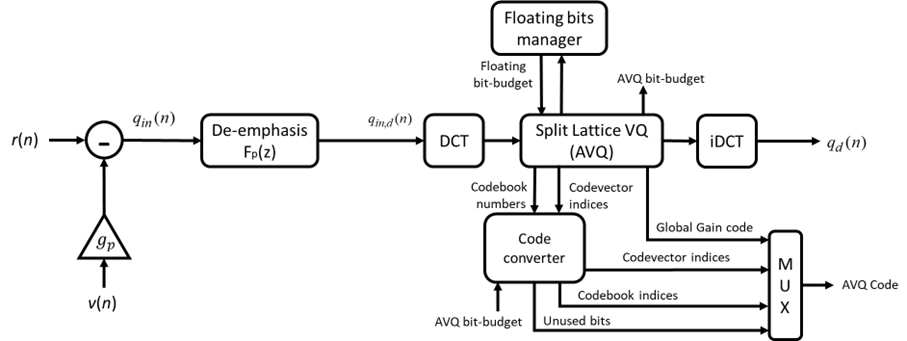 Floating bits
manager
Floating
bit-budget
AVQ bit-budget
r(n)
-
q_in(n)
De-emphasis
Fp(z)
q_in,d(n)
DCT
Split Lattice VQ
(AVQ)
iDCT
q_d(n)
Codebook
numbers
Codevector
indices
g_p
v(n)
Code
converter
Global Gain code
Codevector indices
Codebook indices
Unused bits
AVQ bit-budget
M
U
X
AVQ Code